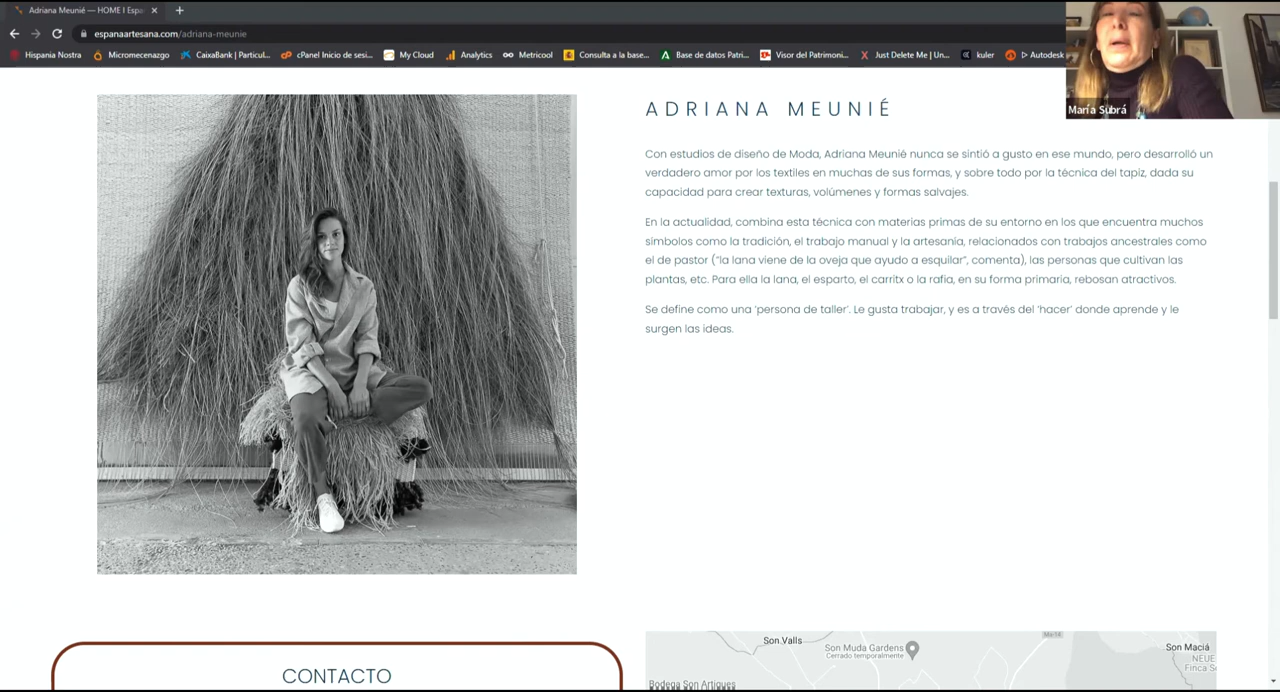 Adriana Meunié — HOME I Espa
espanaartesana.com/adriana-meunie
Hispania Nostra
Micromecenazgo
CaixaBank | Particul...
cPanel Inicio de sesi...
My Cloud
Analytics
Metricool
Consulta a la base...
Base de datos Patri...
Visor del Patrimoni...
Just Delete Me | Un...
kuler
Autodesk
María Subrá
ADRIANA MEUNIÉ
Con estudios de diseño de Moda, Adriana Meunié nunca se sintió a gusto en ese mundo, pero desarrolló un
verdadero amor por los textiles en muchas de sus formas, y sobre todo por la técnica del tapiz, dada su
capacidad para crear texturas, volúmenes y formas salvajes.
En la actualidad, combina esta técnica con materias primas de su entorno en los que encuentra muchos
símbolos como la tradición, el trabajo manual y la artesanía, relacionados con trabajos ancestrales como
el de pastor (“la lana viene de la oveja que ayudo a esquilar”, comenta), las personas que cultivan las
plantas, etc. Para ella la lana, el esparto, el carritx o la rafia, en su forma primaria, rebosan atractivos.
Se define como una ‘persona de taller’. Le gusta trabajar, y es a través del ‘hacer’ donde aprende y le
surgen las ideas.
CONTACTO
Son Valls
Ma-14
Son Muda Gardens
Cerrado temporalmente
Son Maciá
NEUE
Finca S
Bodega Son Artigues